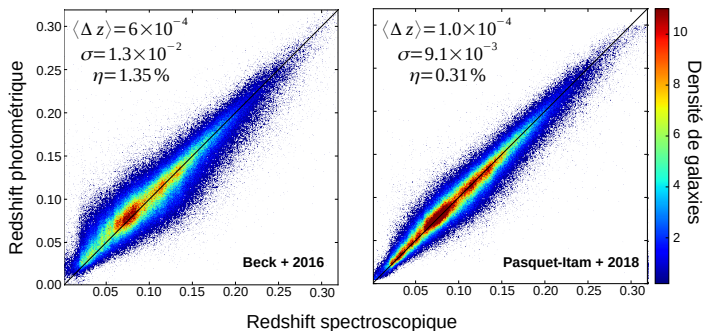 ⟨Δ z⟩=6×10⁻⁴
σ=1.3×10⁻²
η=1.35%
Beck + 2016
Redshift photométrique
0.30
0.25
0.20
0.15
0.10
0.05
0.00
0.05 0.10 0.15 0.20 0.25 0.30
⟨Δ z⟩=1.0×10⁻⁴
σ=9.1×10⁻³
η=0.31%
Pasquet-Itam + 2018
0.05 0.10 0.15 0.20 0.25 0.30
Redshift spectroscopique
10
8
6
4
2
Densité de galaxies